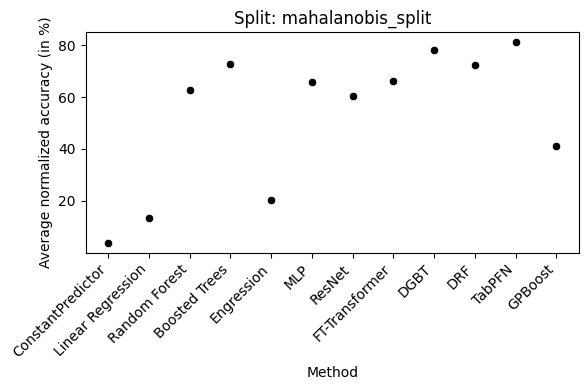 Split: mahalanobis_split
Average normalized accuracy (in %)
80
60
40
20
ConstantPredictor
Linear Regression
Random Forest
Boosted Trees
Engression
MLP
ResNet
FT-Transformer
DGBT
DRF
TabPFN
GPBoost
Method